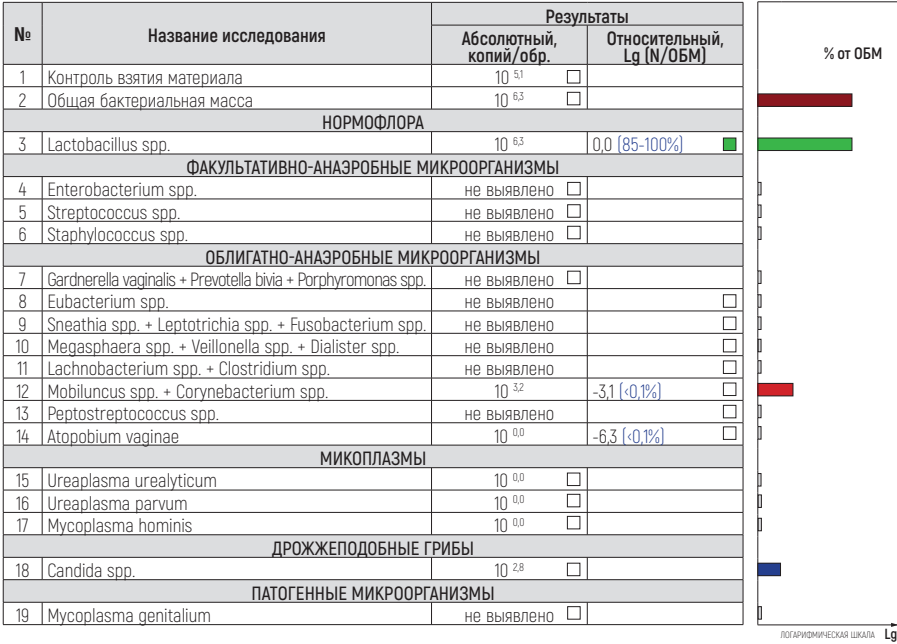 № Название исследования Результаты
Абсолютный, копий/обр. Относительный, Lg (N/ОБМ) % от ОБМ
1 Контроль взятия материала 10 5,1
2 Общая бактериальная масса 10 6,3
НОРМОФЛОРА
3 Lactobacillus spp. 10 6,3 0,0 (85-100%)
ФАКУЛЬТАТИВНО-АНАЭРОБНЫЕ МИКРООРГАНИЗМЫ
4 Enterobacterium spp. не выявлено
5 Streptococcus spp. не выявлено
6 Staphylococcus spp. не выявлено
ОБЛИГАТНО-АНАЭРОБНЫЕ МИКРООРГАНИЗМЫ
7 Gardnerella vaginalis + Prevotella bivia + Porphyromonas spp. не выявлено
8 Eubacterium spp. не выявлено
9 Sneathia spp. + Leptotrichia spp. + Fusobacterium spp. не выявлено
10 Megasphaera spp. + Veillonella spp. + Dialister spp. не выявлено
11 Lachnobacterium spp. + Clostridium spp. не выявлено
12 Mobiluncus spp. + Corynebacterium spp. 10 3,2 -3,1 (<0,1%)
13 Peptostreptococcus spp. не выявлено
14 Atopobium vaginae 10 0,0 -6,3 (<0,1%)
МИКОПЛАЗМЫ
15 Ureaplasma urealyticum 10 0,0
16 Ureaplasma parvum 10 0,0
17 Mycoplasma hominis 10 0,0
ДРОЖЖЕПОДОБНЫЕ ГРИБЫ
18 Candida spp. 10 2,8
ПАТОГЕННЫЕ МИКРООРГАНИЗМЫ
19 Mycoplasma genitalium не выявлено
ЛОГАРИФМИЧЕСКАЯ ШКАЛА Lg